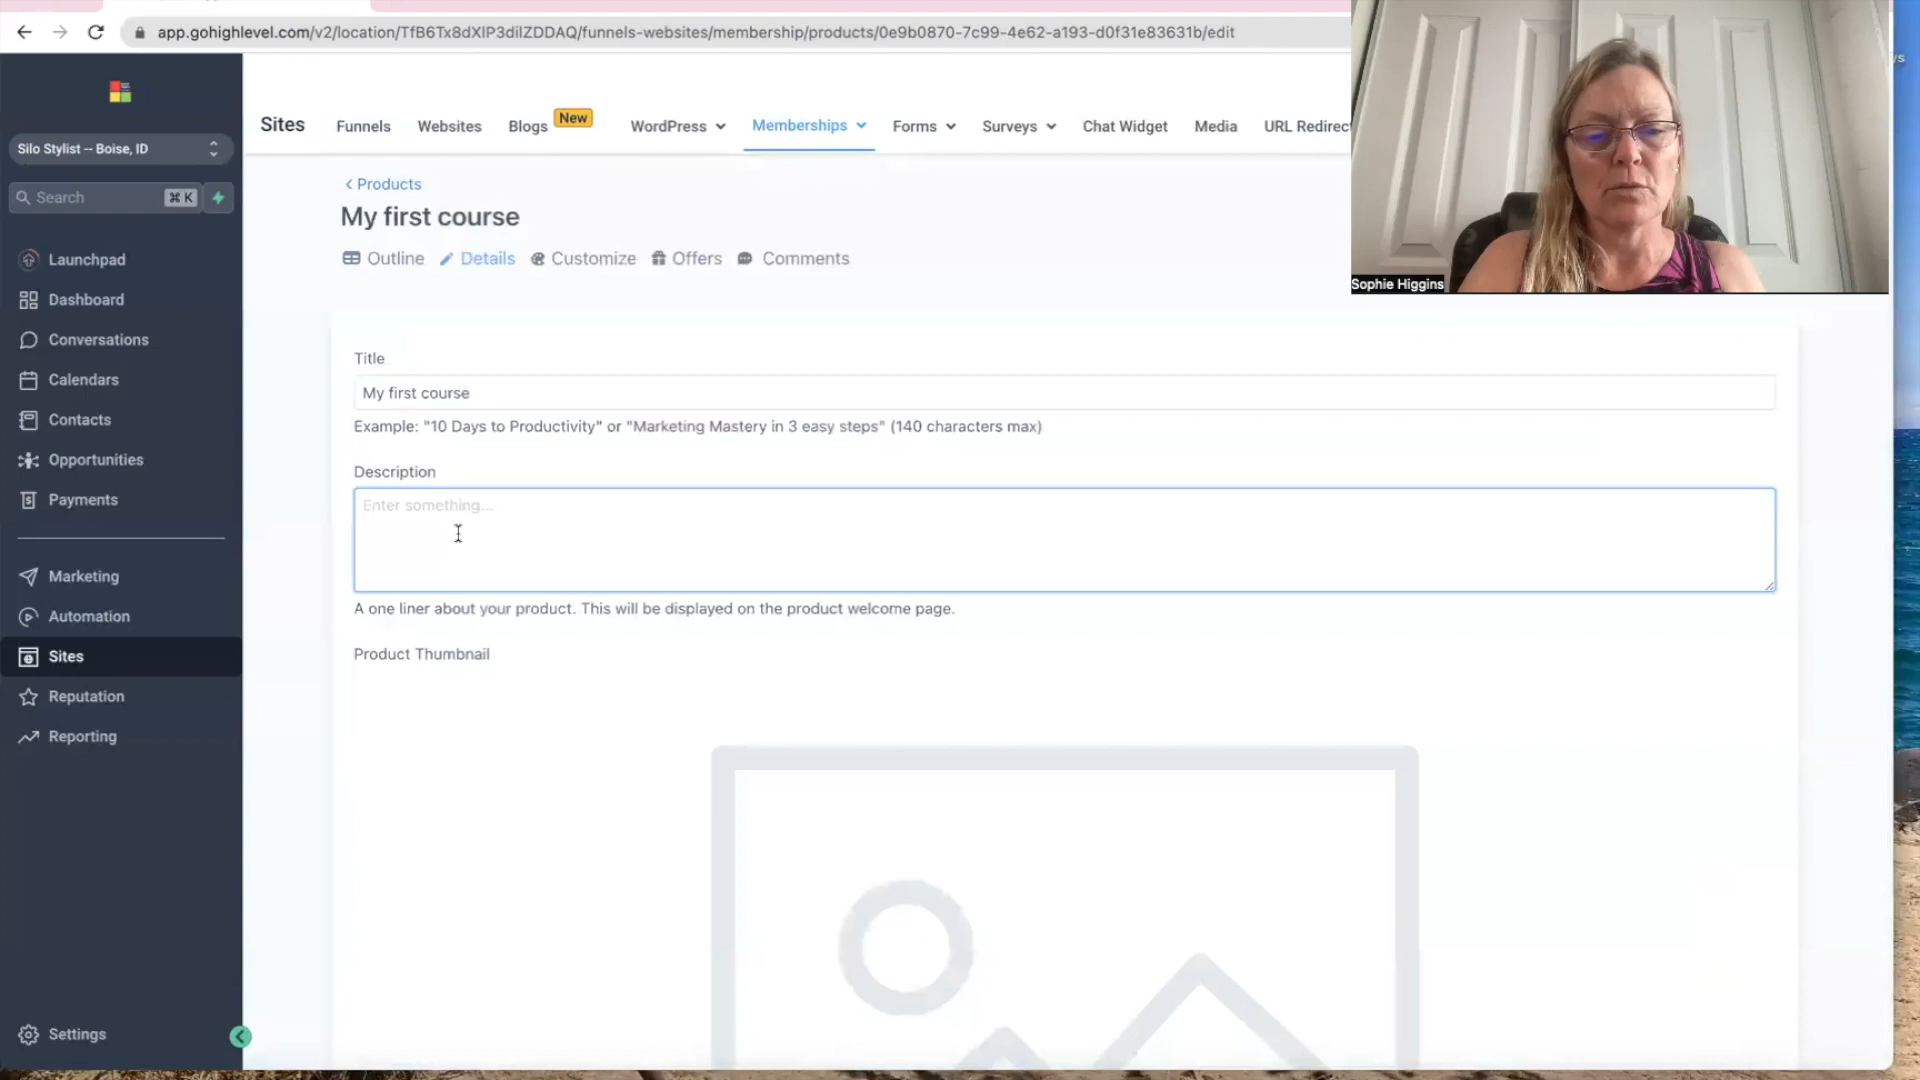 app.gohighlevel.com/v2/location/TfB6Tx8dXlP3dilZDDAQ/funnels-websites/membership/products/0e9b0870-7c99-4e62-a193-d0f31e83631b/edit
Silo Stylist -- Boise, ID
Search
⌘ K
Launchpad
Dashboard
Conversations
Calendars
Contacts
Opportunities
Payments
Marketing
Automation
Sites
Reputation
Reporting
Settings
Sites Funnels Websites Blogs New WordPress Memberships Forms Surveys Chat Widget Media URL Redirect
Products
My first course
Outline Details Customize Offers Comments
Title
My first course
Example: "10 Days to Productivity" or "Marketing Mastery in 3 easy steps" (140 characters max)
Description
Enter something...
A one liner about your product. This will be displayed on the product welcome page.
Product Thumbnail
Sophie Higgins